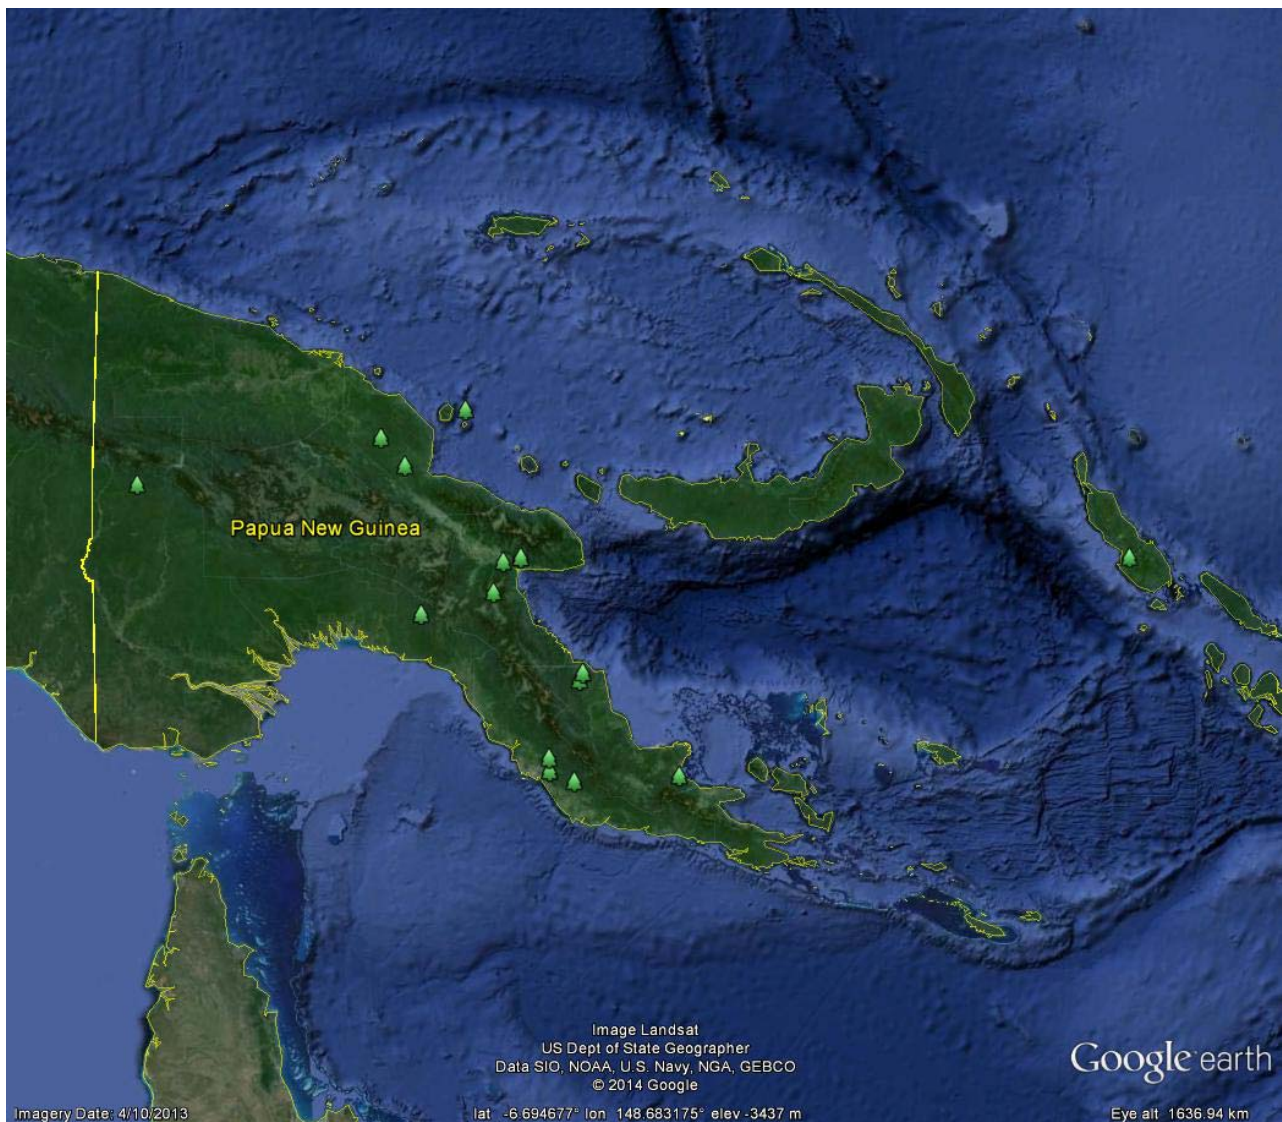 Papua New Guinea
Image Landsat
US Dept of State Geographer
Data SIO, NOAA, U.S. Navy, NGA, GEBCO
© 2014 Google
Google earth
Imagery Date: 4/10/2013
lat -6.694677° lon 148.683175° elev -3437 m
Eye alt 1636.94 km